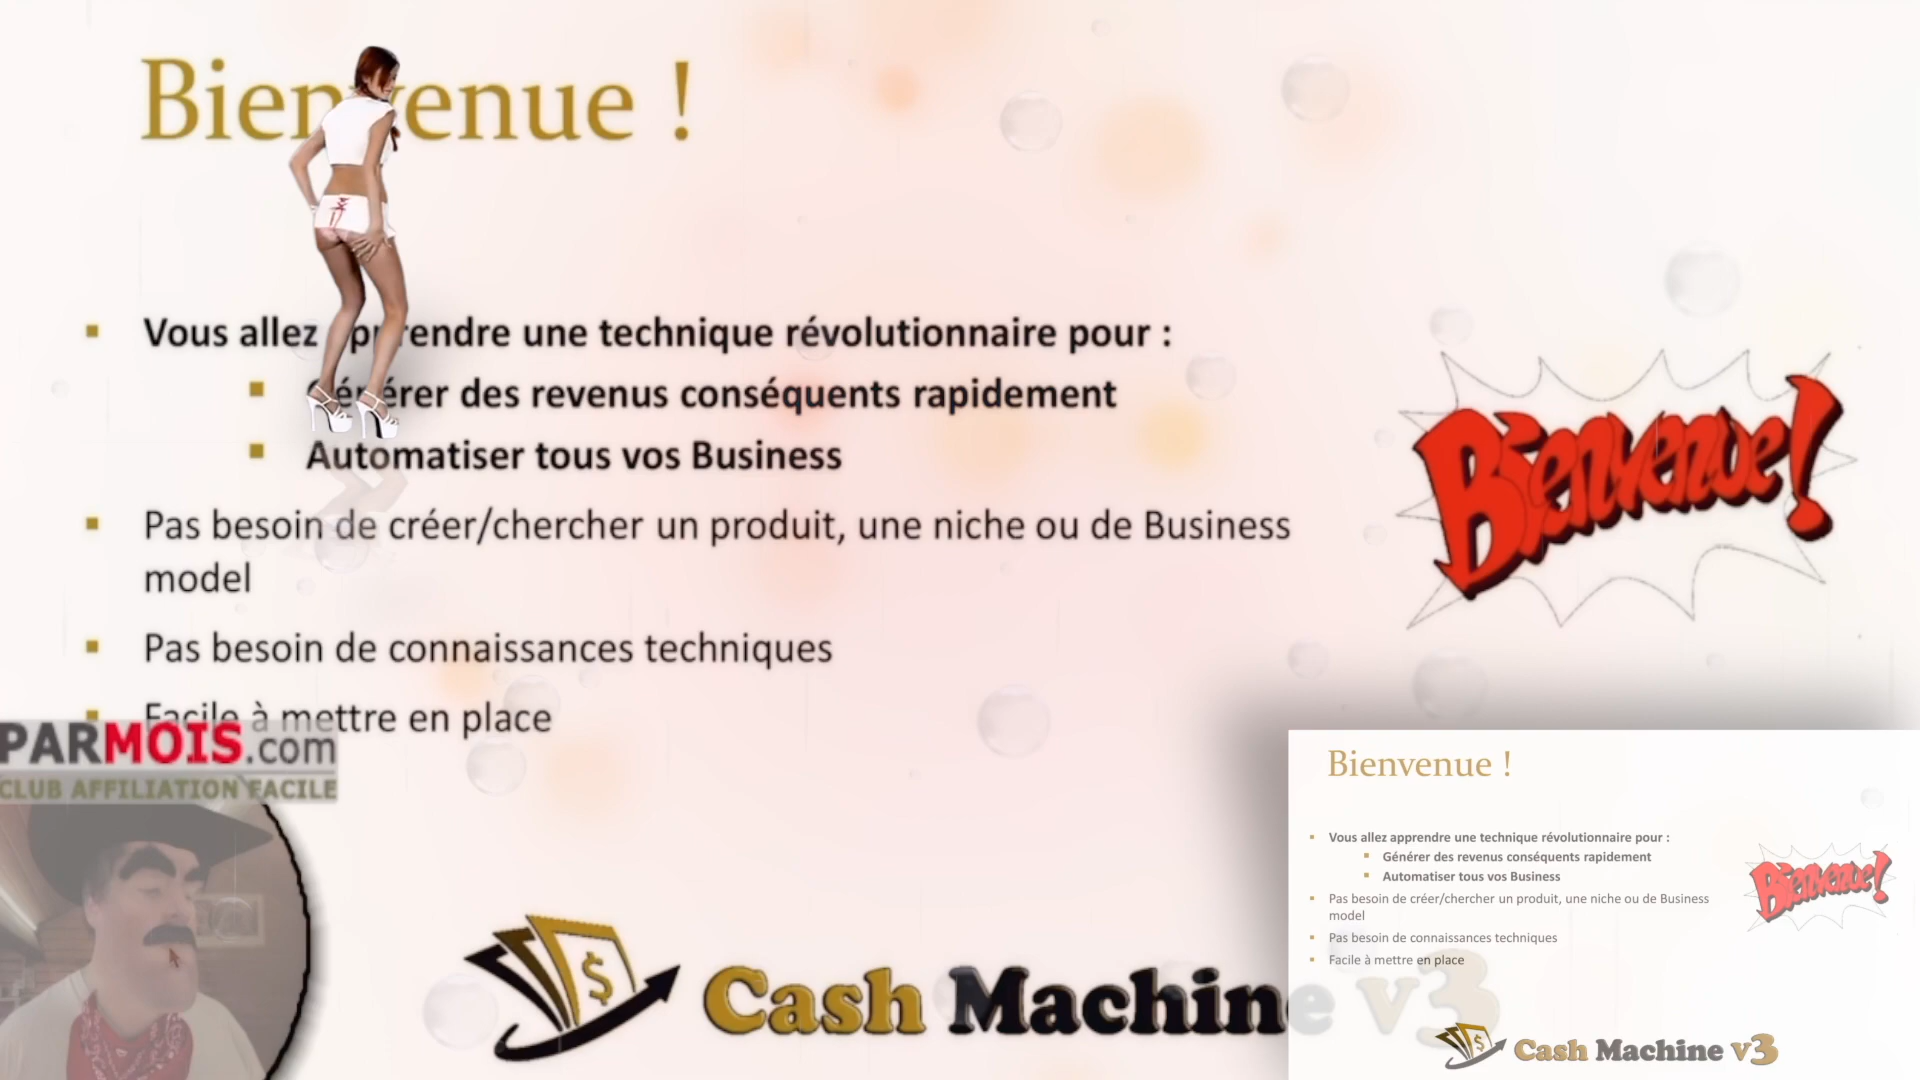 Bienvenue !
Vous allez apprendre une technique révolutionnaire pour :
Générer des revenus conséquents rapidement
Automatiser tous vos Business
Pas besoin de créer/chercher un produit, une niche ou de Business
model
Pas besoin de connaissances techniques
Facile à mettre en place
Bienvenue!
PARMOIS.com
CLUB AFFILIATION FACILE
$ Cash Machine v3
Bienvenue !
Vous allez apprendre une technique révolutionnaire pour :
Générer des revenus conséquents rapidement
Automatiser tous vos Business
Pas besoin de créer/chercher un produit, une niche ou de Business
model
Pas besoin de connaissances techniques
Facile à mettre en place
Bienvenue!
$ Cash Machine v3